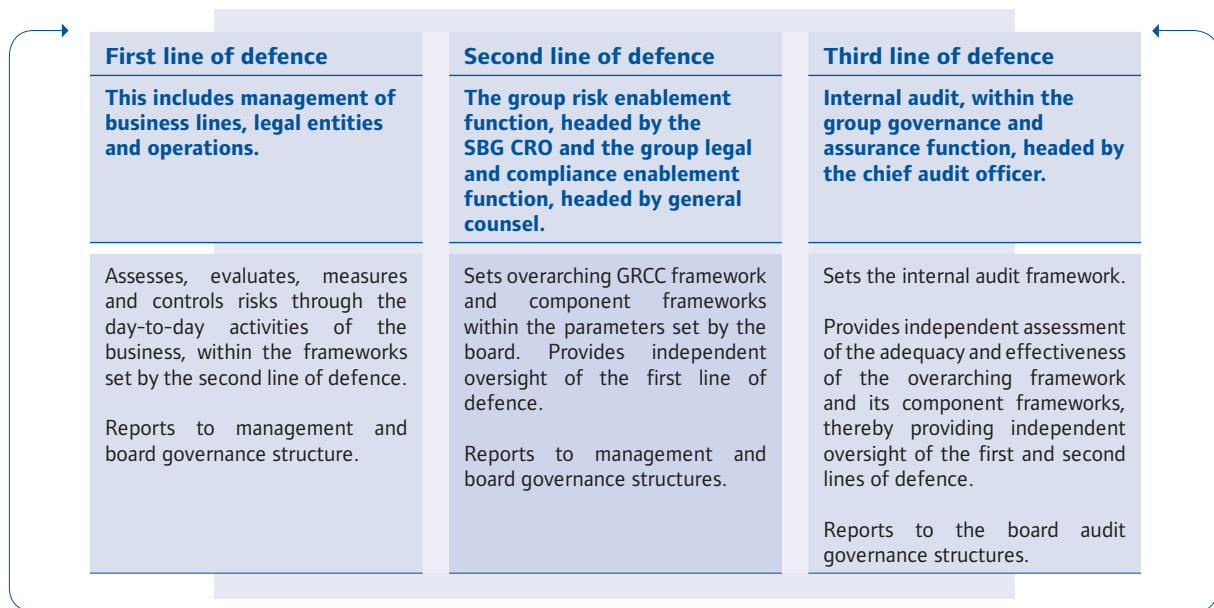 First line of defence
This includes management of
business lines, legal entities
and operations.
Assesses, evaluates, measures
and controls risks through the
day-to-day activities of the
business, within the frameworks
set by the second line of defence.
Reports to management and
board governance structure.
Second line of defence
The group risk enablement
function, headed by the
SBG CRO and the group legal
and compliance enablement
function, headed by general
counsel.
Sets overarching GRCC framework
and component frameworks
within the parameters set by the
board. Provides independent
oversight of the first line of
defence.
Reports to management and
board governance structures.
Third line of defence
Internal audit, within the
group governance and
assurance function, headed by
the chief audit officer.
Sets the internal audit framework.
Provides independent assessment
of the adequacy and effectiveness
of the overarching framework
and its component frameworks,
thereby providing independent
oversight of the first and second
lines of defence.
Reports to the board audit
governance structures.